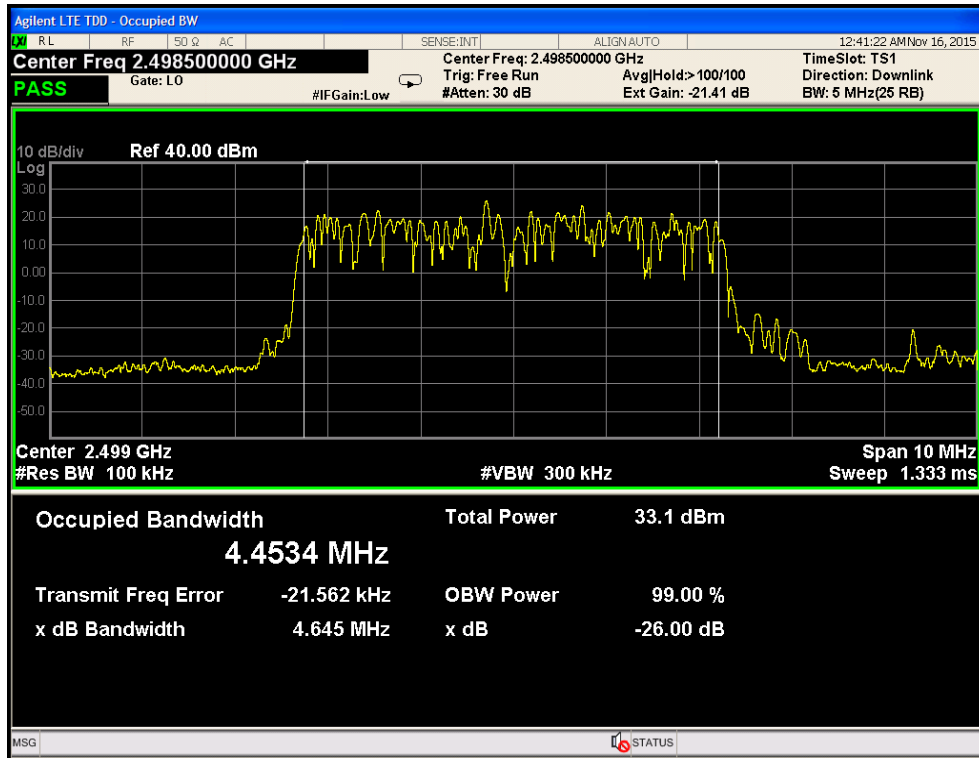 Agilent LTE TDD - Occupied BW
LXI RL RF 50 Ω AC SENSE:INT ALIGN AUTO 12:41:22 AM Nov 16, 2015
Center Freq 2.498500000 GHz Center Freq: 2.498500000 GHz TimeSlot: TS1
PASS Gate: LO Trig: Free Run Avg|Hold:>100/100 Direction: Downlink
#IFGain:Low #Atten: 30 dB Ext Gain: -21.41 dB BW: 5 MHz(25 RB)
10 dB/div Ref 40.00 dBm
Log
30.0
20.0
10.0
0.00
-10.0
-20.0
-30.0
-40.0
-50.0
Center 2.499 GHz Span 10 MHz
#Res BW 100 kHz #VBW 300 kHz Sweep 1.333 ms
Occupied Bandwidth Total Power 33.1 dBm
4.4534 MHz
Transmit Freq Error -21.562 kHz OBW Power 99.00 %
x dB Bandwidth 4.645 MHz x dB -26.00 dB
MSG STATUS